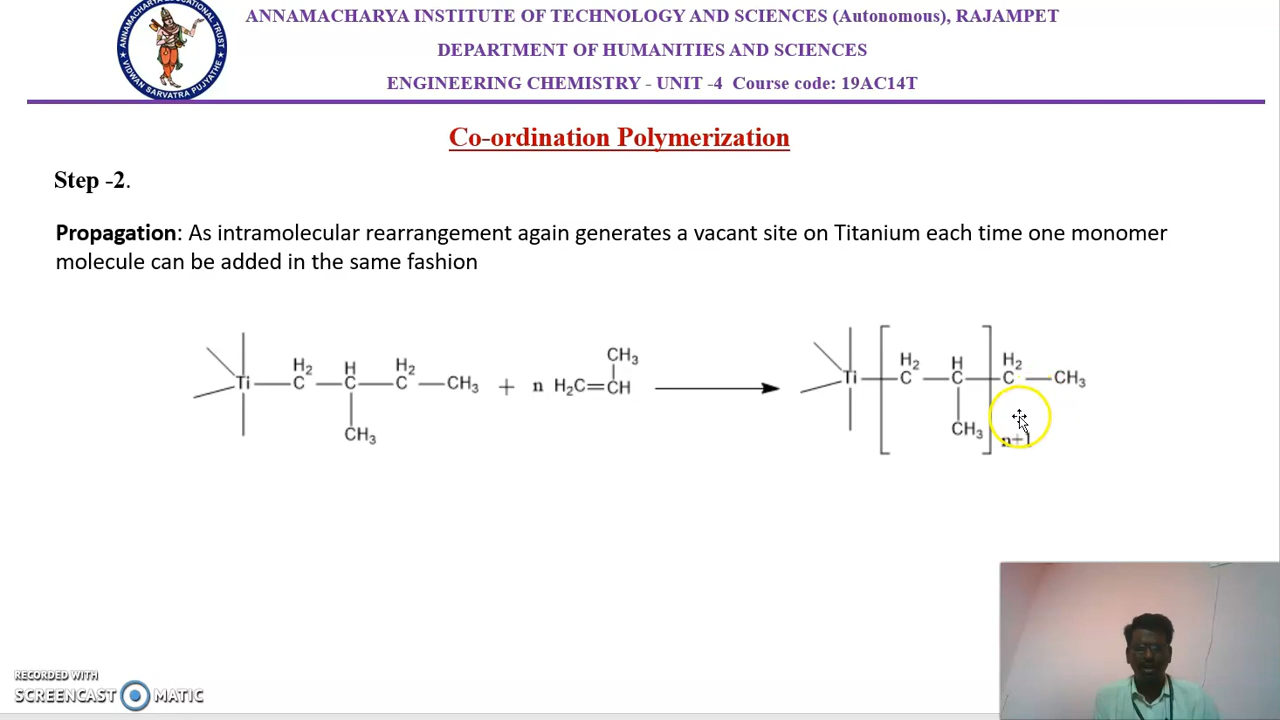 ANNAMACHARYA INSTITUTE OF TECHNOLOGY AND SCIENCES (Autonomous), RAJAMPET
DEPARTMENT OF HUMANITIES AND SCIENCES
ENGINEERING CHEMISTRY - UNIT -4 Course code: 19AC14T
VIDWAN SARVATRA PUJYATHE
Co-ordination Polymerization
Step -2.
Propagation: As intramolecular rearrangement again generates a vacant site on Titanium each time one monomer
molecule can be added in the same fashion
H₂ H H₂
Ti C C C CH₃
CH₃
+ n H₂C=CH
CH₃
H₂ H H₂
Ti C C C CH₃
CH₃
n+1
RECORDED WITH
SCREENCAST MATIC